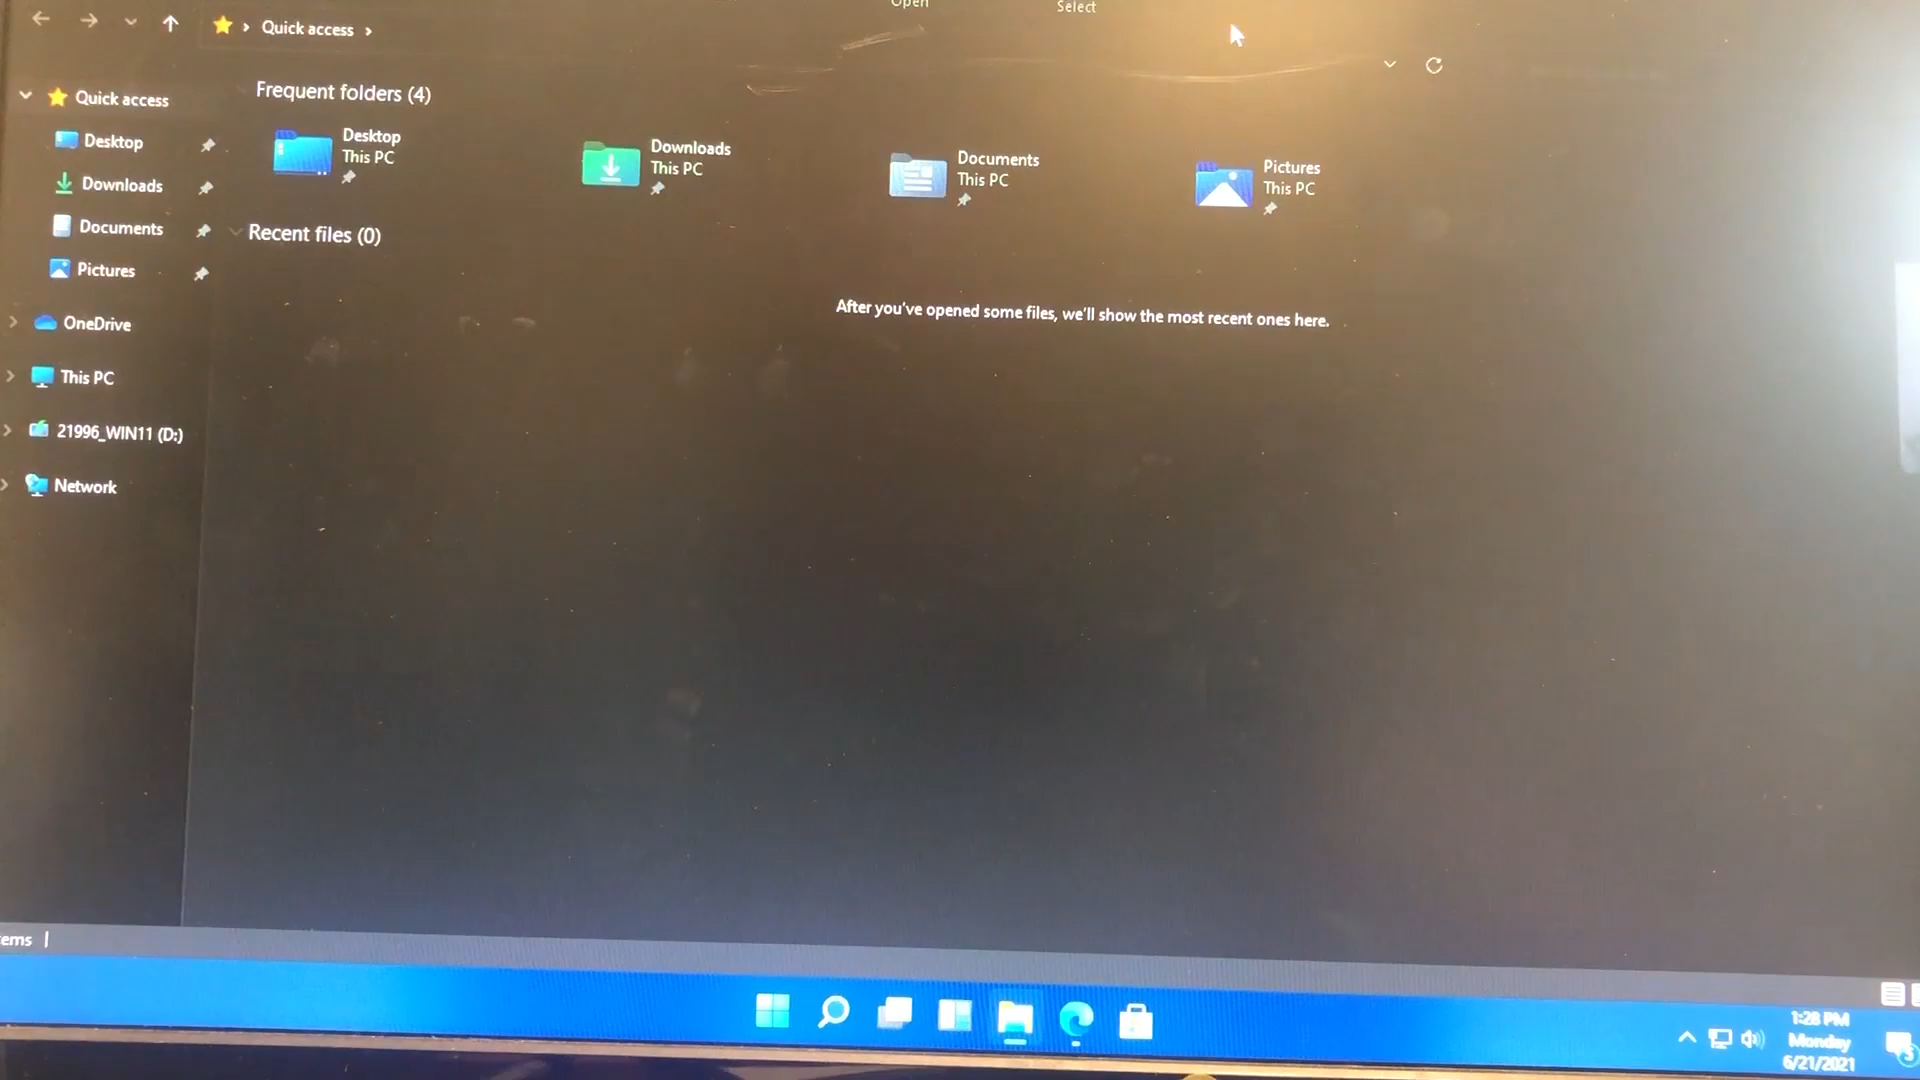 Open
Select
Quick access
Quick access
Desktop
Downloads
Documents
Pictures
OneDrive
This PC
21996_WIN11 (D:)
Network
Frequent folders (4)
Desktop
This PC
Downloads
This PC
Documents
This PC
Pictures
This PC
Recent files (0)
After you've opened some files, we'll show the most recent ones here.
ems
1:28 PM
Monday
6/21/2021
3